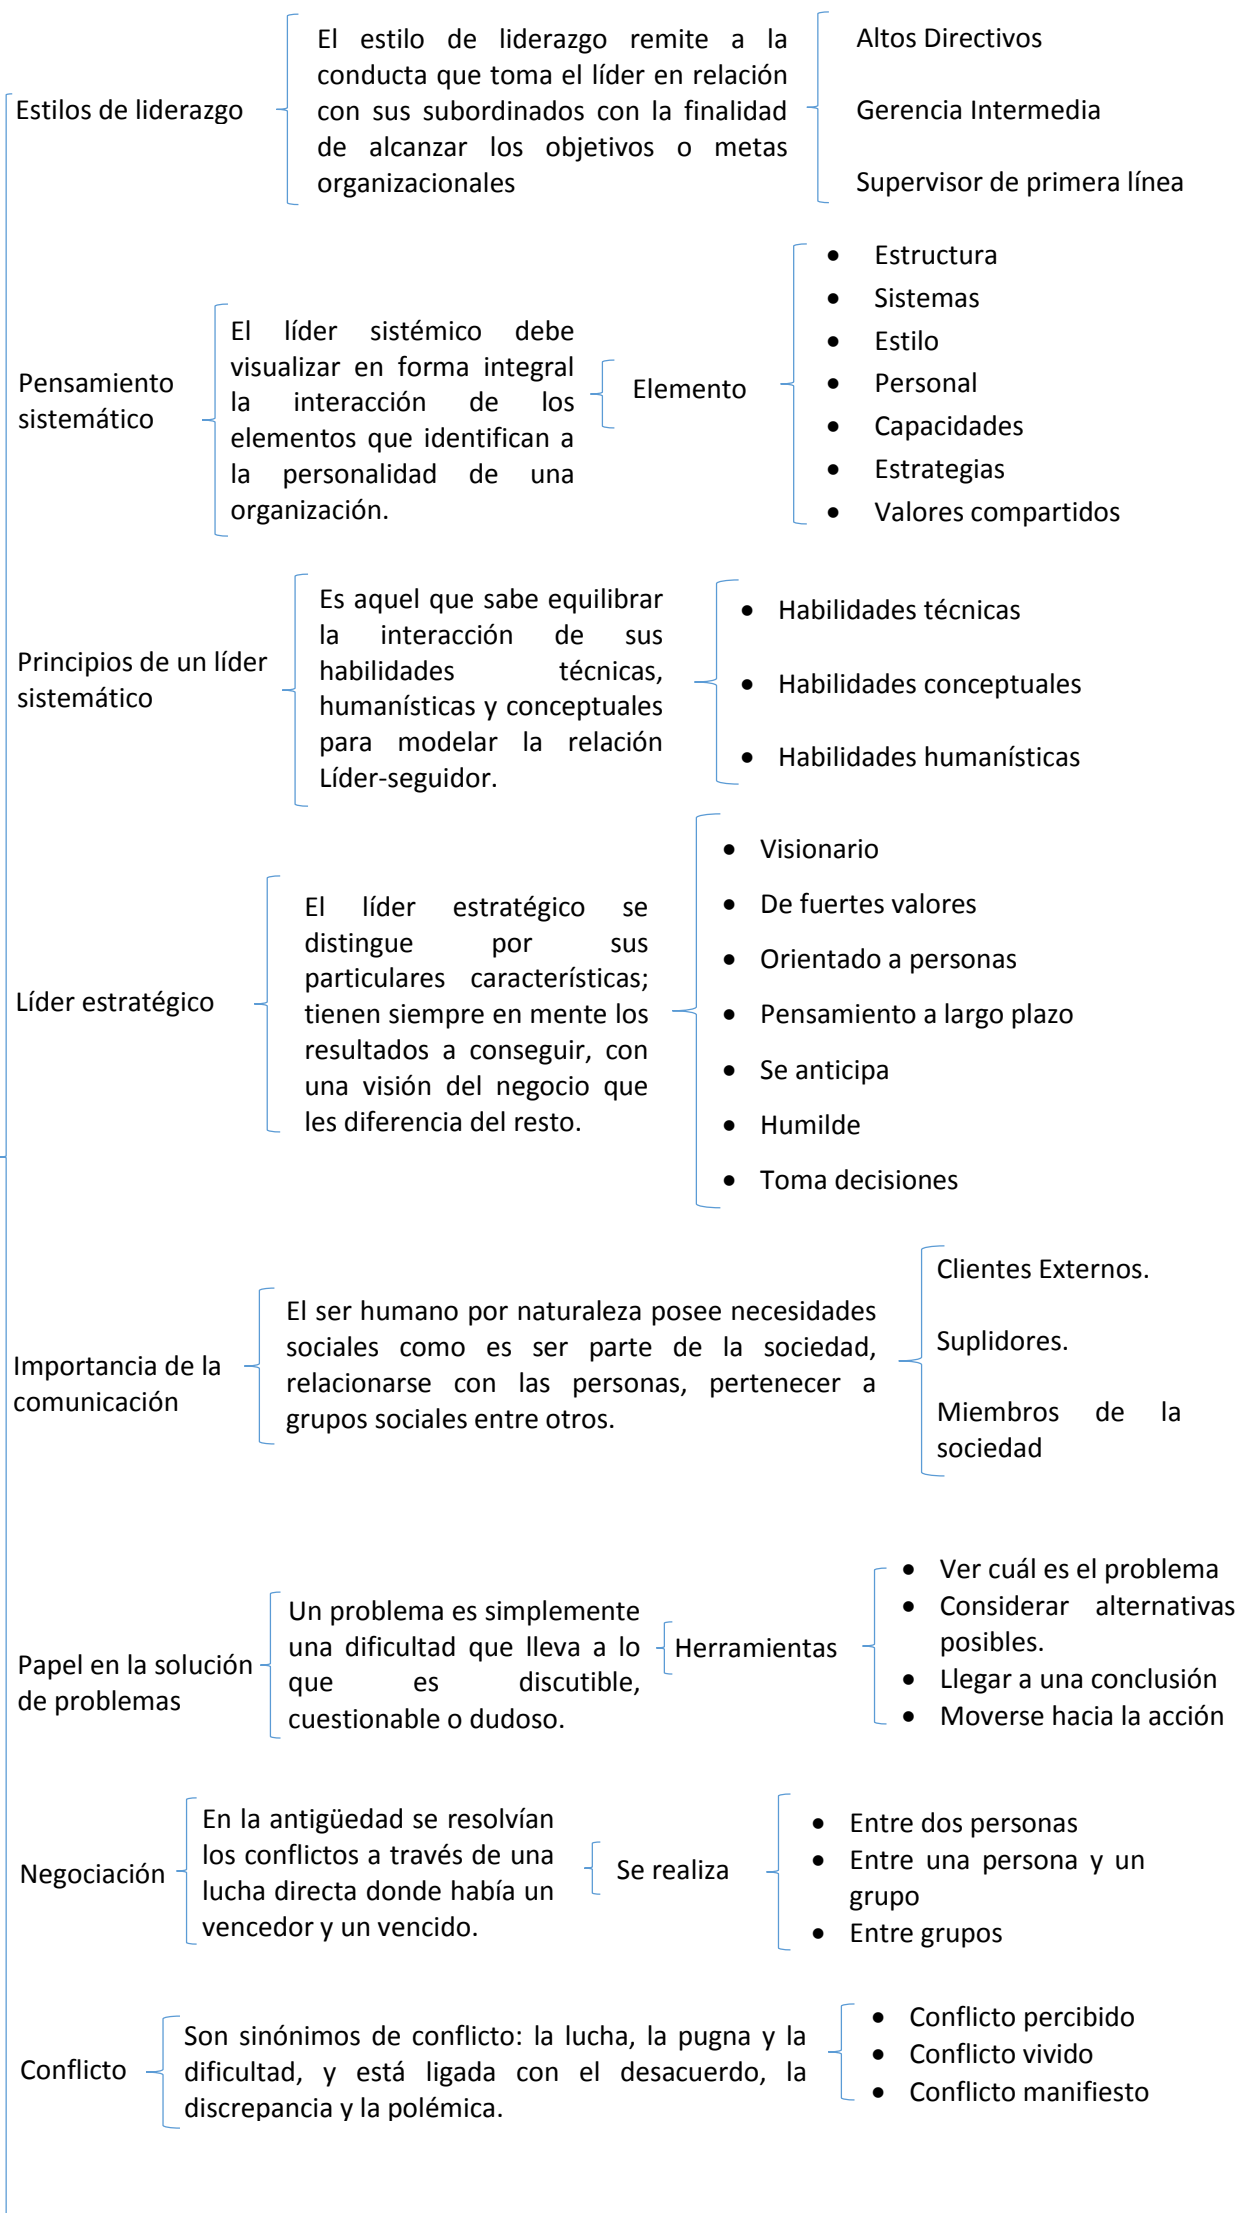 Estilos de liderazgo
El estilo de liderazgo remite a la
conducta que toma el líder en relación
con sus subordinados con la finalidad
de alcanzar los objetivos o metas
organizacionales
Altos Directivos
Gerencia Intermedia
Supervisor de primera línea
Pensamiento
sistemático
El líder sistémico debe
visualizar en forma integral
la interacción de los
elementos que identifican a
la personalidad de una
organización.
Elemento
• Estructura
• Sistemas
• Estilo
• Personal
• Capacidades
• Estrategias
• Valores compartidos
Principios de un líder
sistemático
Es aquel que sabe equilibrar
la interacción de sus
habilidades técnicas,
humanísticas y conceptuales
para modelar la relación
Líder-seguidor.
• Habilidades técnicas
• Habilidades conceptuales
• Habilidades humanísticas
Líder estratégico
El líder estratégico se
distingue por sus
particulares características;
tienen siempre en mente los
resultados a conseguir, con
una visión del negocio que
les diferencia del resto.
• Visionario
• De fuertes valores
• Orientado a personas
• Pensamiento a largo plazo
• Se anticipa
• Humilde
• Toma decisiones
Importancia de la
comunicación
El ser humano por naturaleza posee necesidades
sociales como es ser parte de la sociedad,
relacionarse con las personas, pertenecer a
grupos sociales entre otros.
Clientes Externos.
Suplidores.
Miembros de la
sociedad
Papel en la solución
de problemas
Un problema es simplemente
una dificultad que lleva a lo
que es discutible,
cuestionable o dudoso.
Herramientas
• Ver cuál es el problema
• Considerar alternativas
posibles.
• Llegar a una conclusión
• Moverse hacia la acción
Negociación
En la antigüedad se resolvían
los conflictos a través de una
lucha directa donde había un
vencedor y un vencido.
Se realiza
• Entre dos personas
• Entre una persona y un
grupo
• Entre grupos
Conflicto
Son sinónimos de conflicto: la lucha, la pugna y la
dificultad, y está ligada con el desacuerdo, la
discrepancia y la polémica.
• Conflicto percibido
• Conflicto vivido
• Conflicto manifiesto